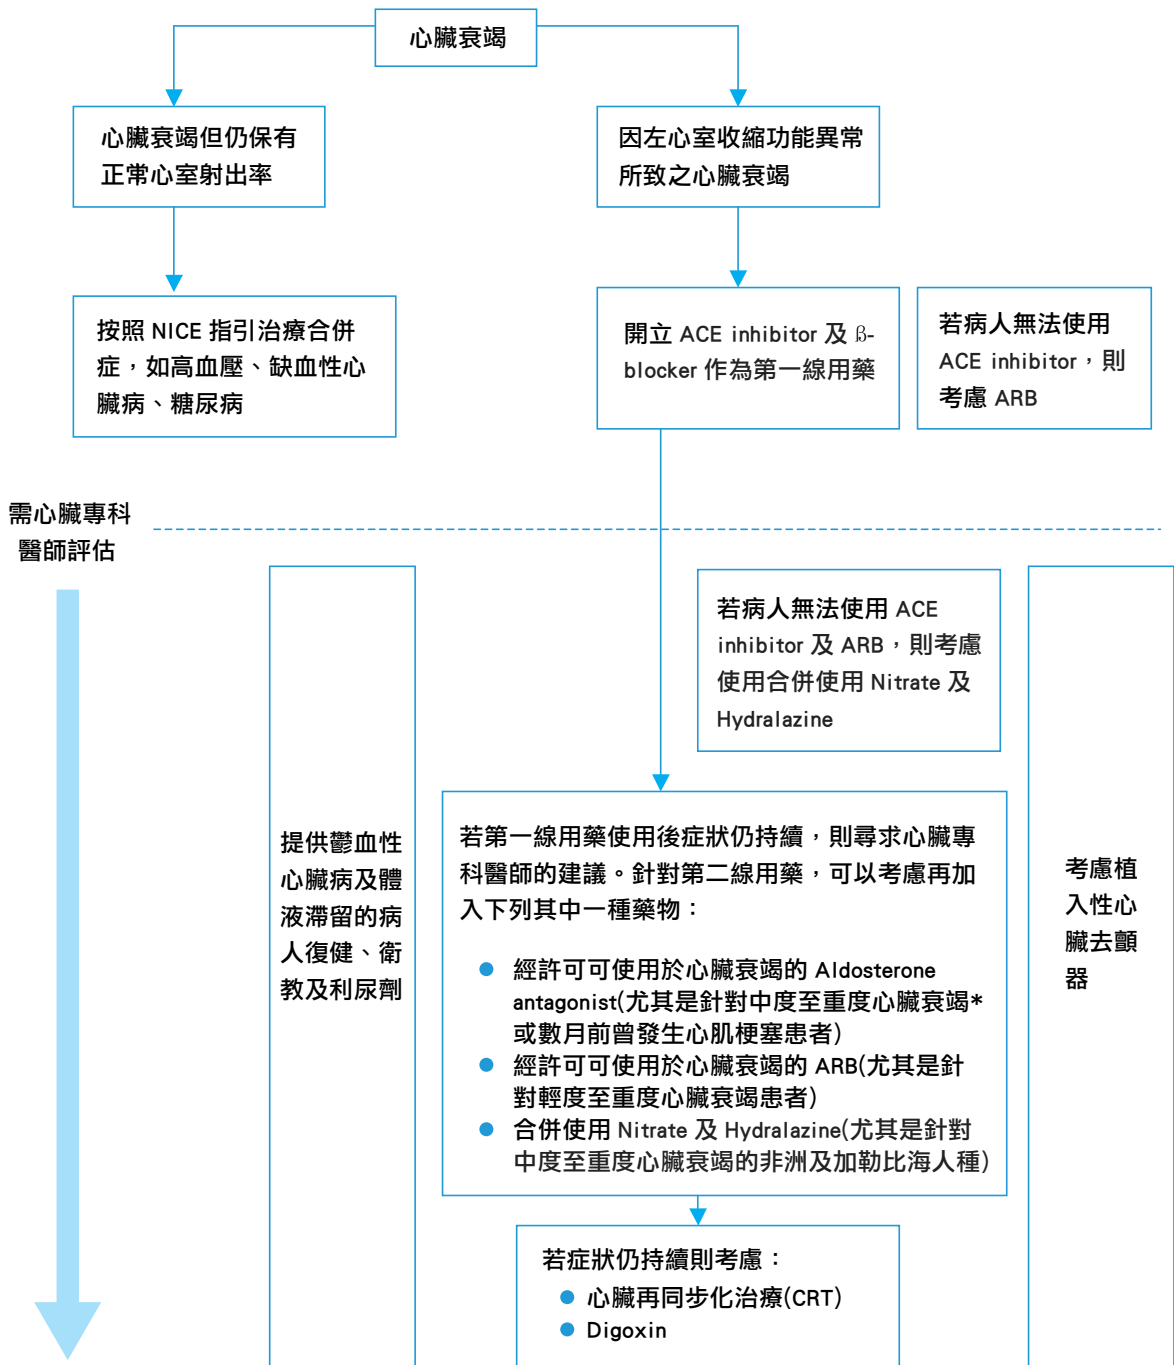 心臟衰竭
心臟衰竭但仍保有
正常心室射出率
因左心室收縮功能異常
所致之心臟衰竭
按照 NICE 指引治療合併
症，如高血壓、缺血性心
臟病、糖尿病
開立 ACE inhibitor 及 β-
blocker 作為第一線用藥
若病人無法使用
ACE inhibitor，則
考慮 ARB
需心臟專科
醫師評估
若病人無法使用 ACE
inhibitor 及 ARB，則考慮
使用合併使用 Nitrate 及
Hydralazine
提供鬱血性
心臟病及體
液滯留的病
人復健、衛
教及利尿劑
若第一線用藥使用後症狀仍持續，則尋求心臟專
科醫師的建議。針對第二線用藥，可以考慮再加
入下列其中一種藥物：
● 經許可可使用於心臟衰竭的 Aldosterone
antagonist(尤其是針對中度至重度心臟衰竭*
或數月前曾發生心肌梗塞患者)
● 經許可可使用於心臟衰竭的 ARB(尤其是針
對輕度至重度心臟衰竭患者)
● 合併使用 Nitrate 及 Hydralazine(尤其是針對
中度至重度心臟衰竭的非洲及加勒比海人種)
考慮植
入性心
臟去顫
器
若症狀仍持續則考慮：
● 心臟再同步化治療(CRT)
● Digoxin